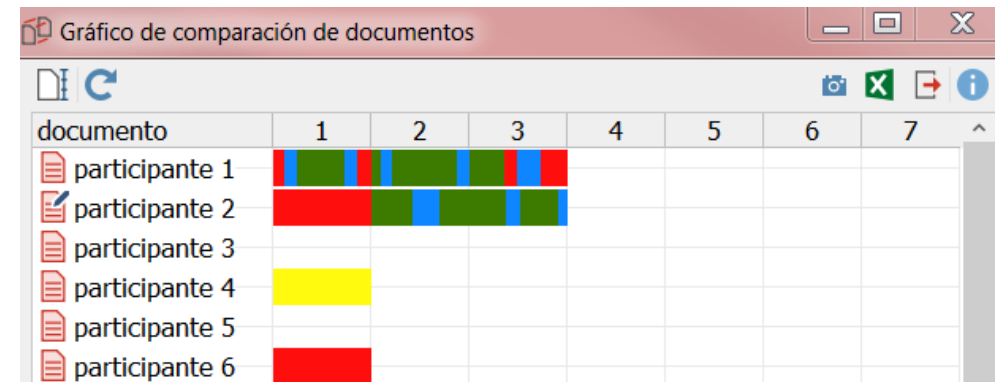 Gráfico de comparación de documentos
documento 1 2 3 4 5 6 7
participante 1
participante 2
participante 3
participante 4
participante 5
participante 6